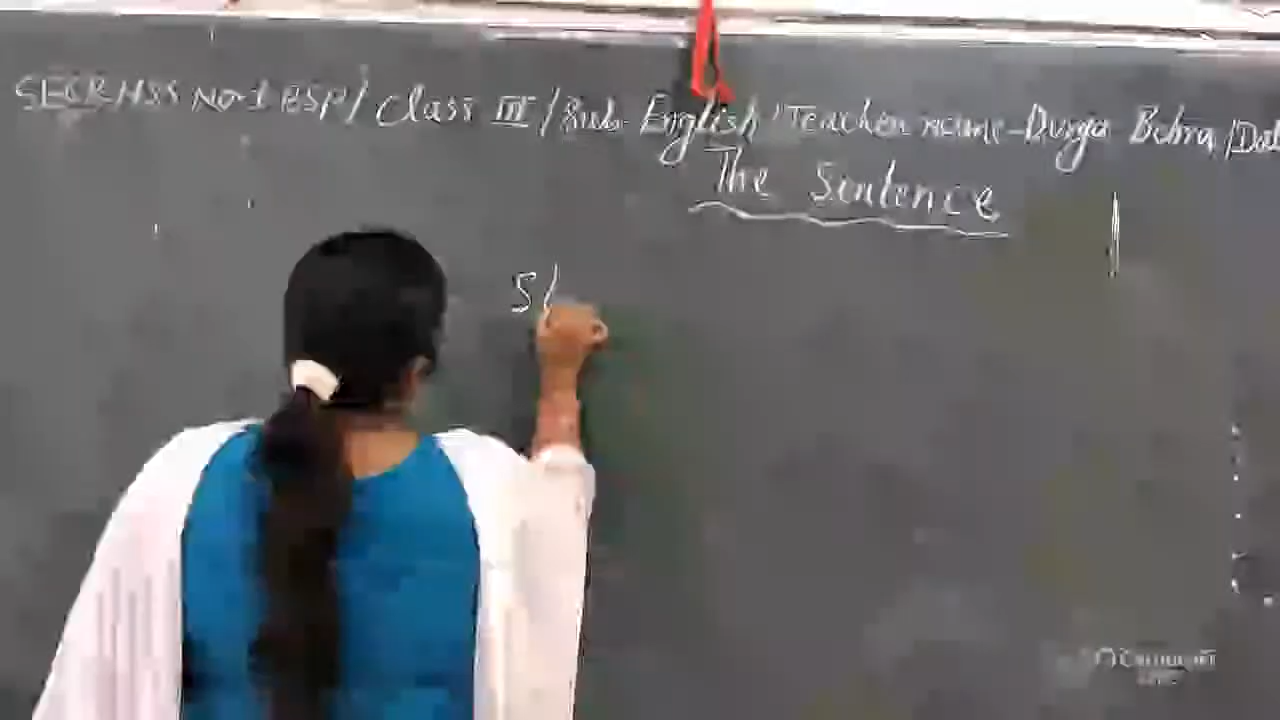 SECR HSS No-1 BSP/ Class III / Sub- English / Teacher name - Durga Behra /Dat
The Sentence